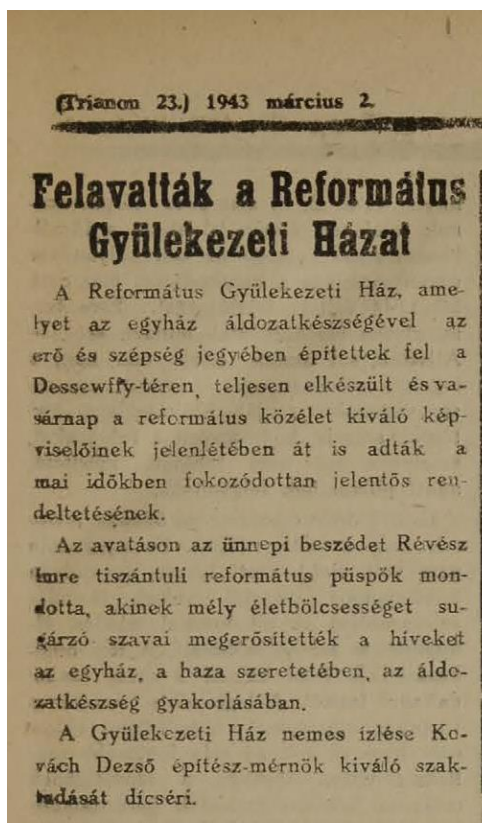 (Trianon 23.) 1943 március 2.
Felavatták a Református
Gyülekezeti Házat
A Református Gyülekezeti Ház, ame-
lyet az egyház áldozatkészségével az
erő és szépség jegyében építettek fel a
Dessewffy-téren, teljesen elkészült és va-
sárnap a református közélet kiváló kép-
viselőinek jelenlétében át is adták a
mai időkben fokozódottan jelentős ren-
deltetésének.
Az avatáson az ünnepi beszédet Révész
Imre tiszántuli református püspök mon-
dotta, akinek mély életbölcsességet su-
gárzó szavai megerősítették a híveket
az egyház, a haza szeretetében, az áldo-
zatkészség gyakorlásában.
A Gyülekezeti Ház nemes ízlése Ko-
vách Dezső építész-mérnök kiváló szak-
tudását dícséri.